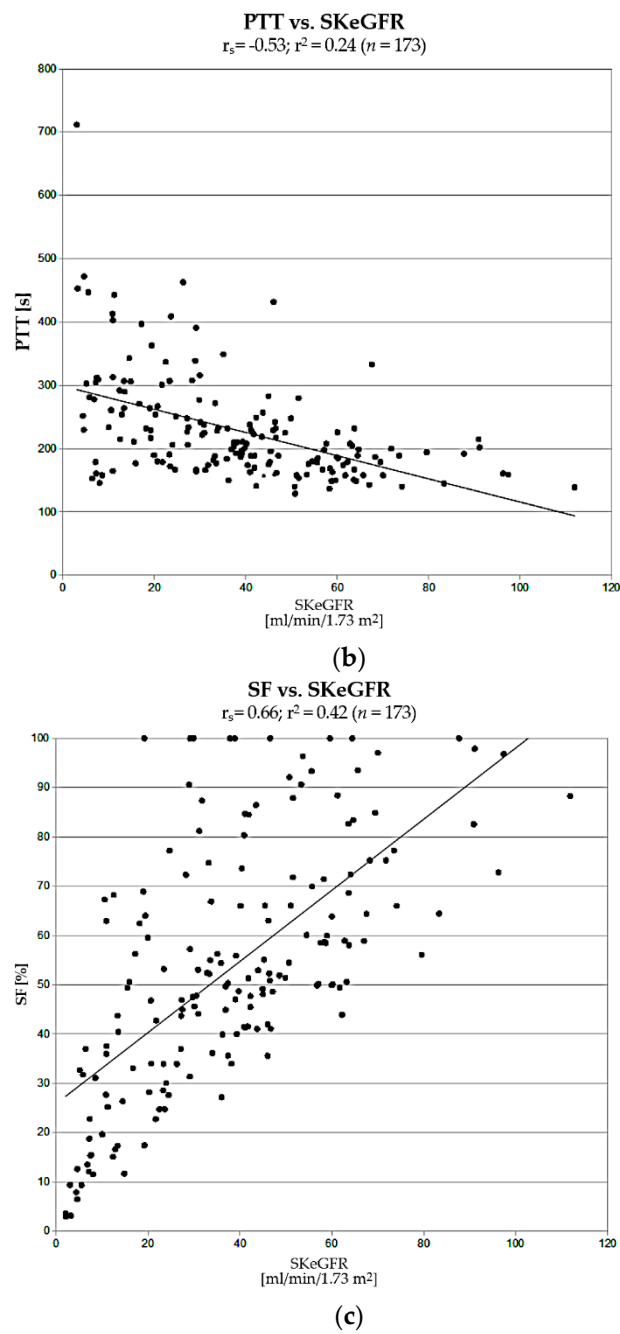 PTT vs. SKeGFR
rₛ= -0.53; r² = 0.24 (n = 173)
800
700
600
500
400
300
200
100
0
PTT [s]
0 20 40 60 80 100 120
SKeGFR
[ml/min/1.73 m²]
(b)
SF vs. SKeGFR
rₛ= 0.66; r² = 0.42 (n = 173)
100
90
80
70
60
50
40
30
20
10
0
SF [%]
0 20 40 60 80 100 120
SKeGFR
[ml/min/1.73 m²]
(c)